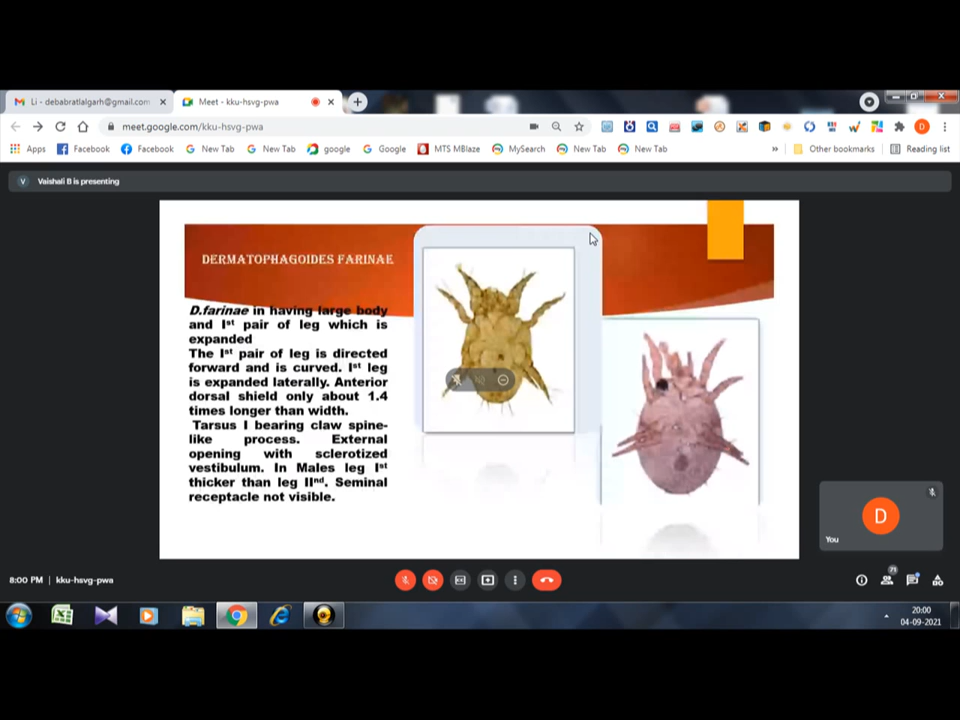 Li - debabratlalgarh@gmail.com
Meet - kku-hsvg-pwa
meet.google.com/kku-hsvg-pwa
D
Apps Facebook Facebook New Tab New Tab google Google MTS MBlaze MySearch New Tab New Tab » Other bookmarks Reading list
V Vaishali B is presenting
DERMATOPHAGOIDES FARINAE
D.farinae in having large body
and Ist pair of leg which is
expanded
The Ist pair of leg is directed
forward and is curved. Ist leg
is expanded laterally. Anterior
dorsal shield only about 1.4
times longer than width.
Tarsus I bearing claw spine-
like process. External
opening with sclerotized
vestibulum. In Males leg Ist
thicker than leg IInd. Seminal
receptacle not visible.
D
You
8:00 PM | kku-hsvg-pwa
20:00
04-09-2021